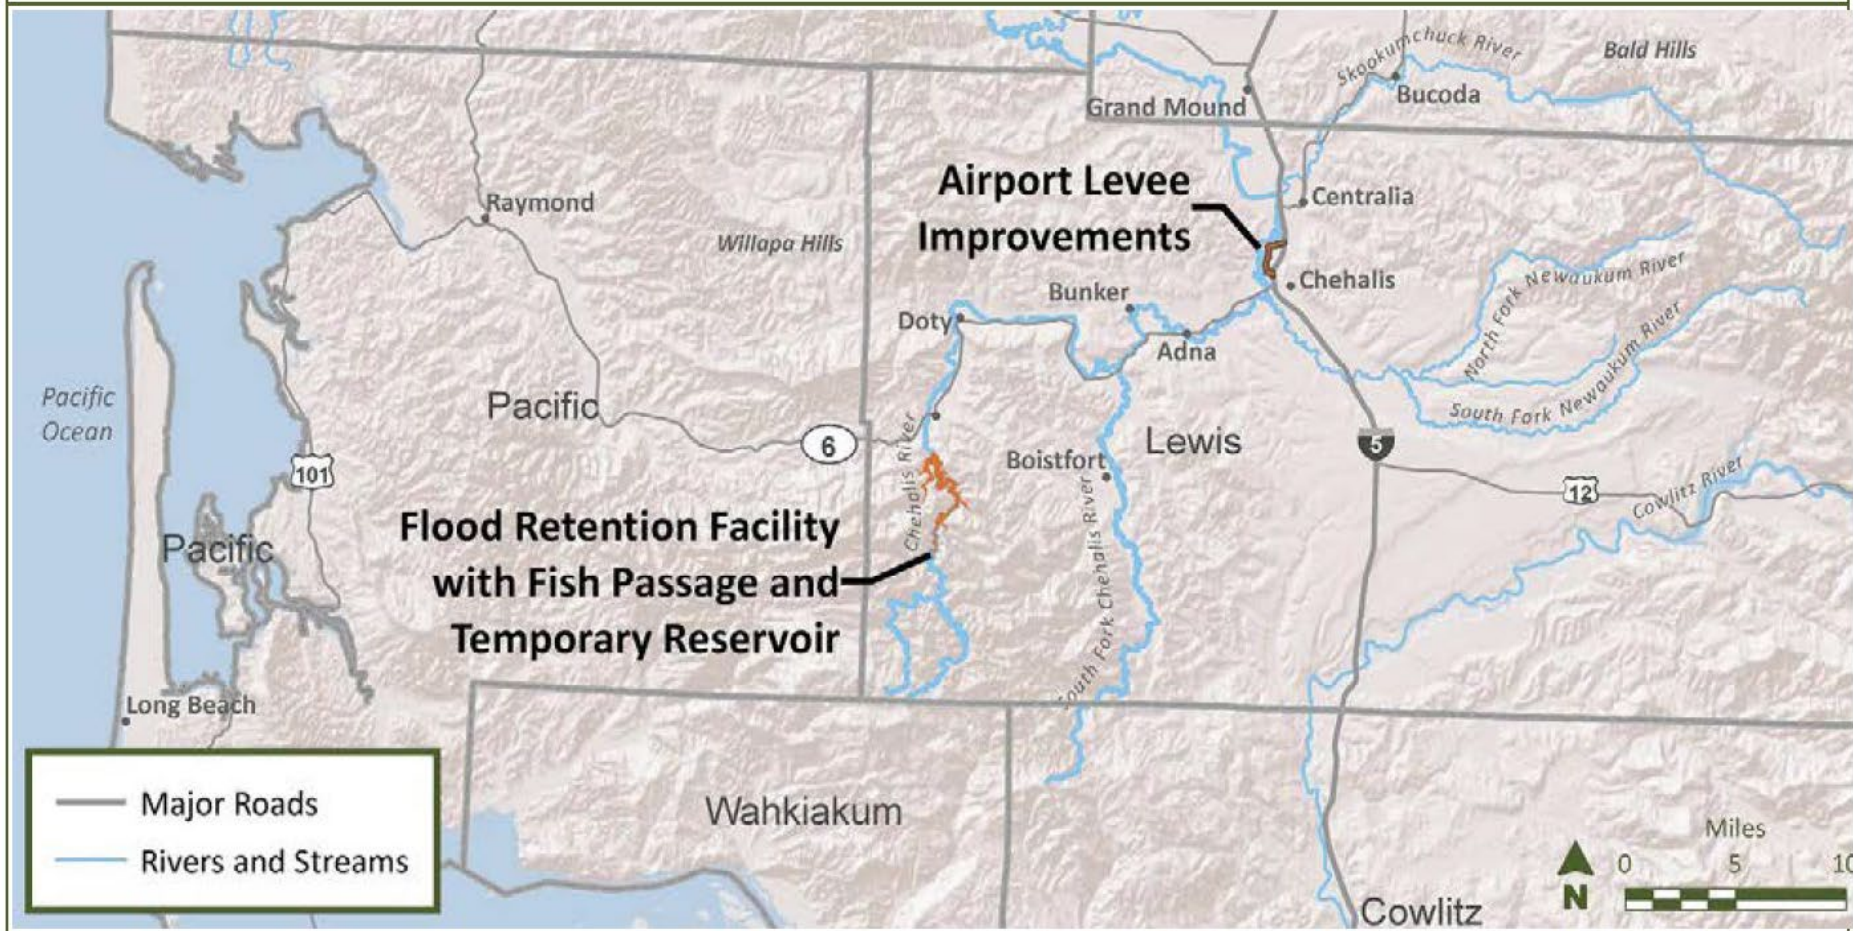 Skookumchuck River
Bald Hills
Grand Mound
Bucoda
Airport Levee
Improvements
Centralia
Raymond
Willapa Hills
Chehalis
North Fork Newaukum River
Bunker
Doty
Adna
South Fork Newaukum River
Pacific
Ocean
Pacific
6
Chehalis River
Boistfort
Lewis
5
101
12
Cowlitz River
South Fork Chehalis River
Flood Retention Facility
with Fish Passage and
Temporary Reservoir
Pacific
Long Beach
Major Roads
Rivers and Streams
Wahkiakum
Cowlitz
N
Miles
0 5 10